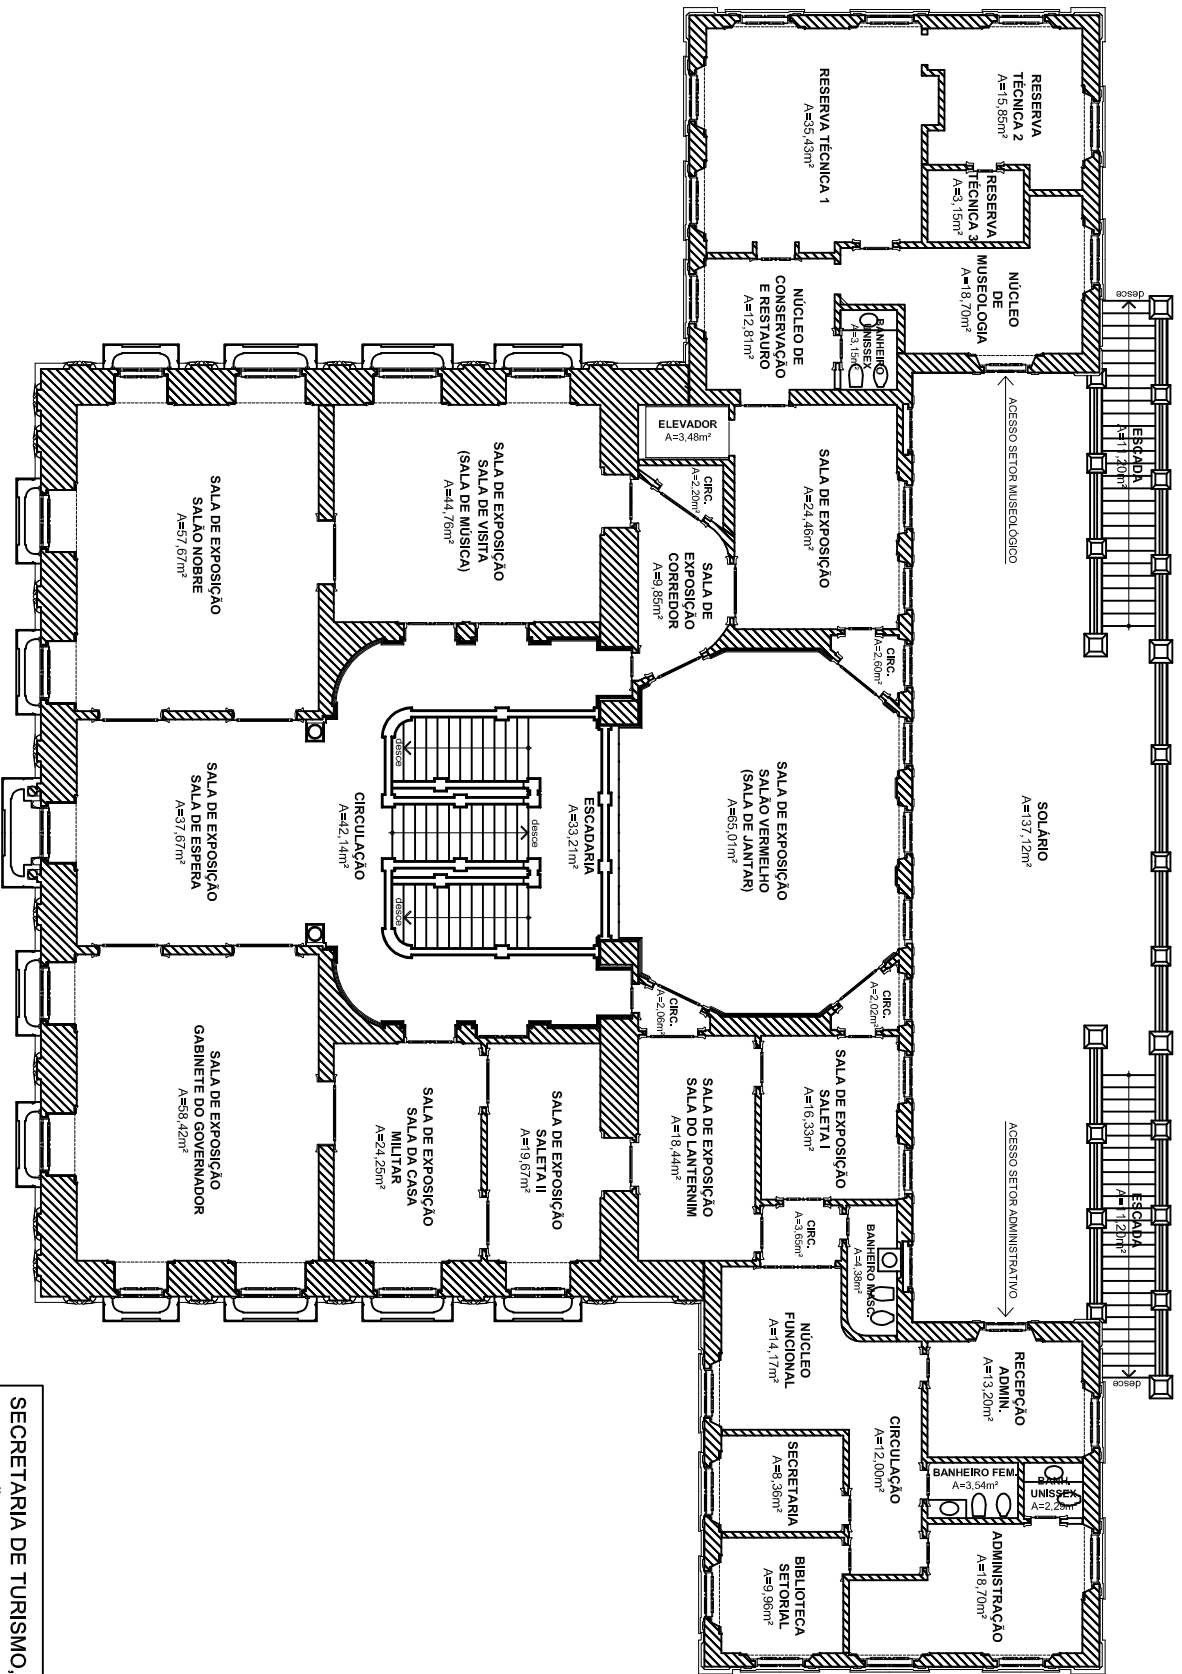 RESERVA
TÉCNICA 2
A=15,85m²
RESERVA TÉCNICA 1
A=35,43m²
RESERVA
TÉCNICA 3
A=3,15m²
NÚCLEO
DE
MUSEOLOGIA
A=18,70m²
NÚCLEO DE
CONSERVAÇÃO
E RESTAURO
A=12,81m²
BANHEIRO
UNISSEX
A=3,15m²
desce
ESCADA
A=11,20m²
ACESSO SETOR MUSEOLÓGICO
ELEVADOR
A=3,48m²
CIRC.
A=2,20m²
SALA DE EXPOSIÇÃO
A=24,46m²
SALA DE
EXPOSIÇÃO
CORREDOR
A=9,85m²
CIRC.
A=2,60m²
SALA DE EXPOSIÇÃO
SALA DE VISITA
(SALA DE MÚSICA)
A=44,76m²
SALA DE EXPOSIÇÃO
SALÃO NOBRE
A=57,67m²
SOLÁRIO
A=137,12m²
SALA DE EXPOSIÇÃO
SALÃO VERMELHO
(SALA DE JANTAR)
A=65,01m²
ESCADARIA
A=33,21m²
desce
desce
desce
CIRCULAÇÃO
A=42,14m²
SALA DE EXPOSIÇÃO
SALA DE ESPERA
A=37,67m²
CIRC.
A=2,02m²
CIRC.
A=2,06m²
SALA DE EXPOSIÇÃO
SALETA I
A=16,33m²
SALA DE EXPOSIÇÃO
SALA DO LANTERNIM
A=18,44m²
SALA DE EXPOSIÇÃO
SALETA II
A=19,67m²
SALA DE EXPOSIÇÃO
SALA DA CASA
MILITAR
A=24,25m²
SALA DE EXPOSIÇÃO
GABINETE DO GOVERNADOR
A=58,42m²
ESCADA
A=11,20m²
ACESSO SETOR ADMINISTRATIVO
desce
CIRC.
A=3,65m²
BANHEIRO MASC.
A=4,38m²
NÚCLEO
FUNCIONAL
A=14,17m²
RECEPÇÃO
ADMIN.
A=13,20m²
CIRCULAÇÃO
A=12,00m²
BANHEIRO FEM.
A=3,54m²
BANH.
UNISSEX
A=2,29m²
SECRETARIA
A=8,36m²
BIBLIOTECA
SETORIAL
A=9,96m²
ADMINISTRAÇÃO
A=18,70m²
SECRETARIA DE TURISMO,